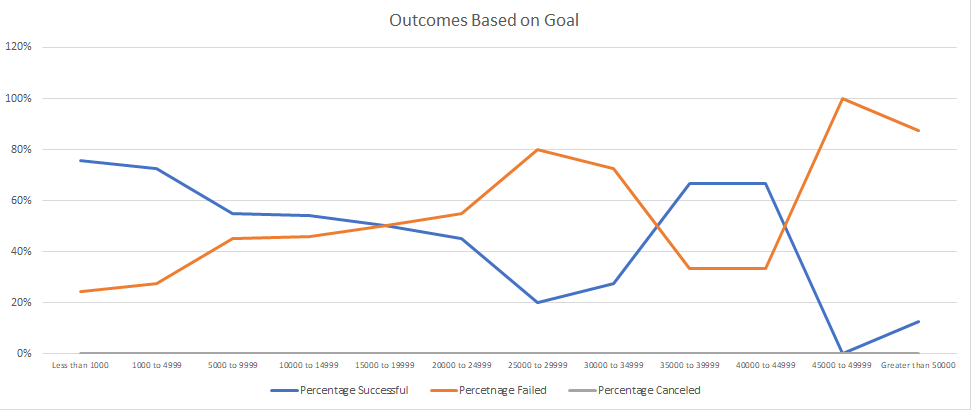 Outcomes Based on Goal
120%
100%
80%
60%
40%
20%
0%
Less than 1000 1000 to 4999 5000 to 9999 10000 to 14999 15000 to 19999 20000 to 24999 25000 to 29999 30000 to 34999 35000 to 39999 40000 to 44999 45000 to 49999 Greater than 50000
Percentage Successful Percetnage Failed Percentage Canceled